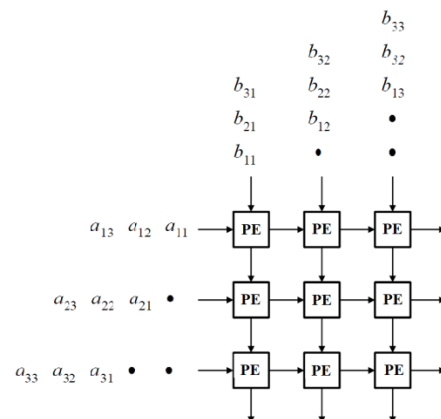 b33
b32 b32
b31 b22 b13
b21 b12 •
b11 • •
a13 a12 a11 PE PE PE
a23 a22 a21 • PE PE PE
a33 a32 a31 • • PE PE PE